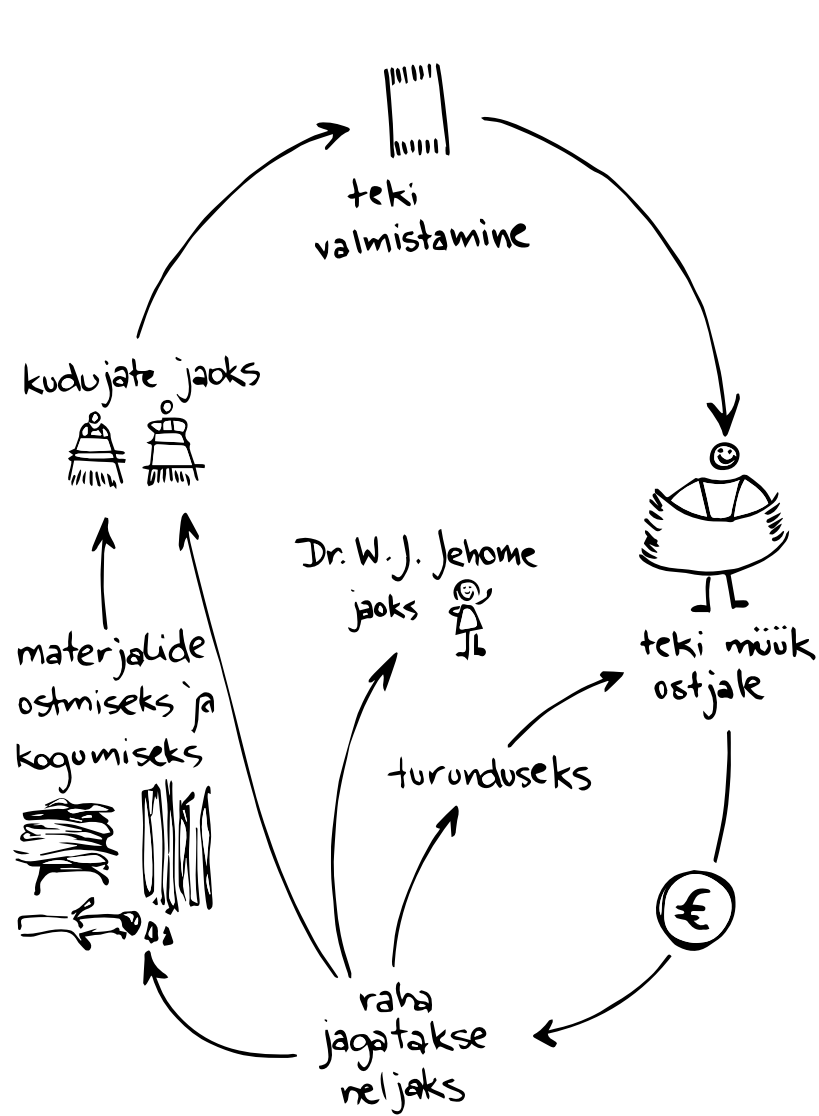 teki
valmistamine
kudujate jaoks
Dr. W. J. Jehome
jaoks
teki müük
ostjale
materjalide
ostmiseks ja
kogumiseks
turunduseks
€
raha
jagatakse
neljaks